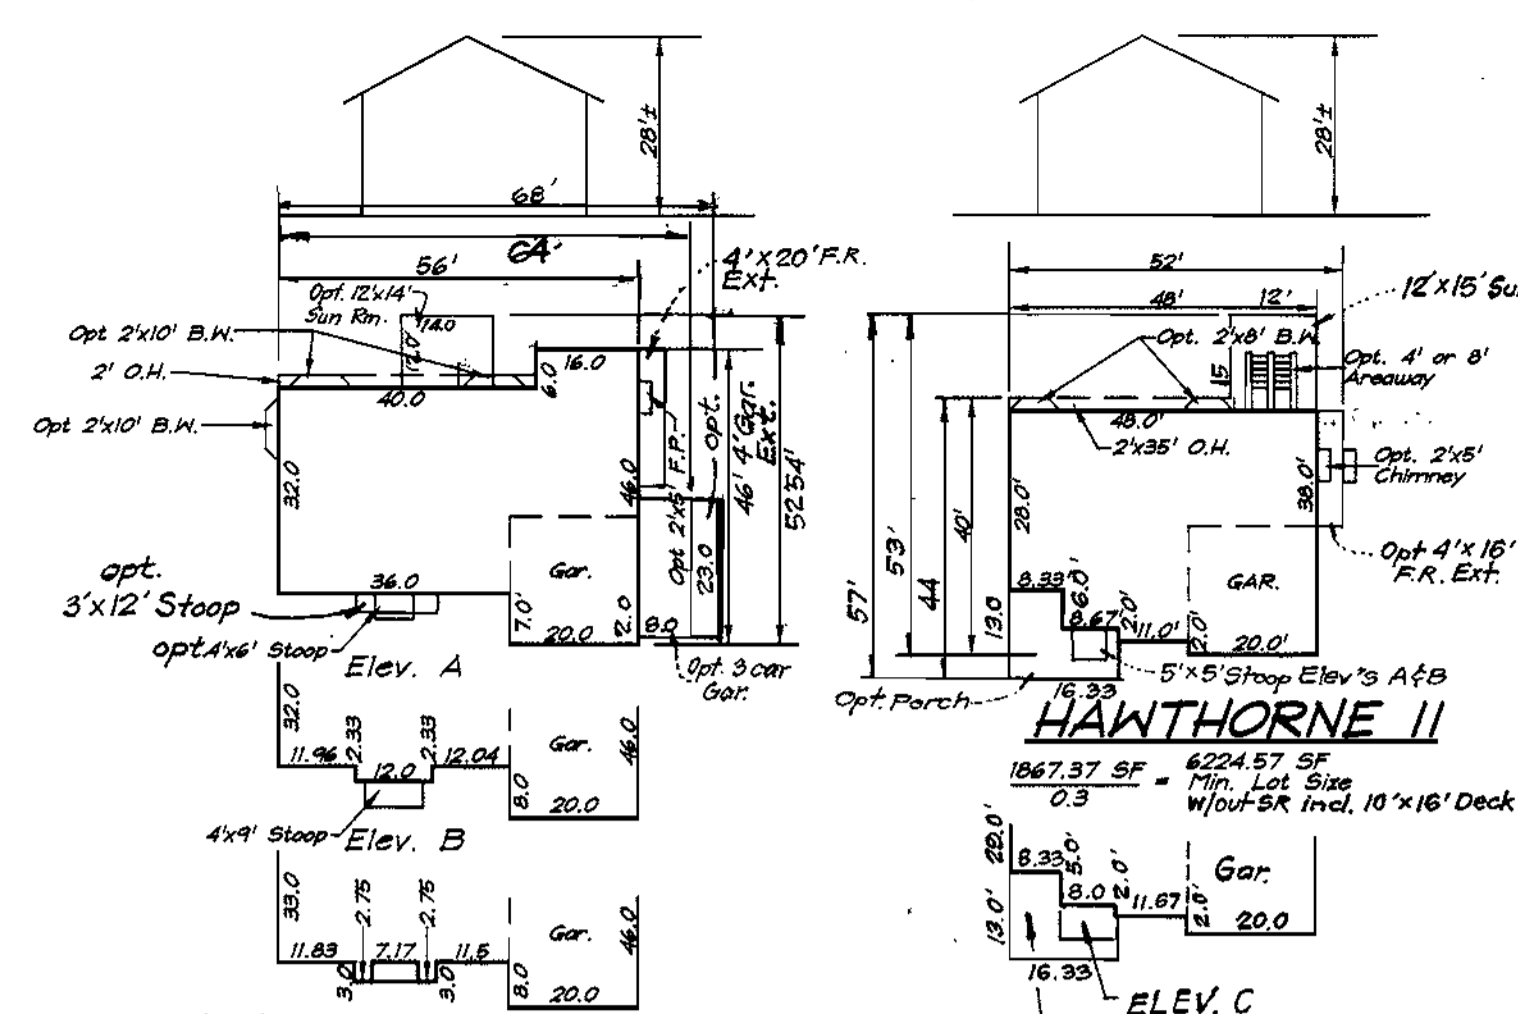 28'±
68'
64'
56'
4'x20' F.R.
Ext.
Opt. 12'x14'
Sun Rm.
14.0
12.0'
Opt 2'x10' B.W.
2' O.H.
Opt 2'x10' B.W.
16.0
6.0
40.0
32.0
46.0
F.P.
Opt 2'x5'
opt.
46'
4' Gar.
Ext.
52'
54'
Gar.
23.0
36.0
7.0'
20.0
2.0
8.0
opt.
3'x12' Stoop
opt 4'x6' Stoop
Elev. A
Opt. 3 car
Gar.
32.0
11.96
2.33
2.33
12.0
12.04
Gar.
46.0
8.0
20.0
4'x9' Stoop
Elev. B
33.0
2.75
2.75
11.83
7.17
11.5
3.0
3.0
Gar.
46.0
8.0
20.0
28'±
52'
48'
12'
12'x15' Su
Opt. 2'x8' B.W.
15
Opt. 4' or 8'
Areaway
48.0'
2'x35' O.H.
Opt. 2'x5'
Chimney
28.0'
38.0'
57'
53'
44
40'
Opt 4'x16'
F.R. Ext.
GAR.
8.33
6.0'
8.67
2.0'
11.0'
2.0'
20.0'
13.0
5'x5' Stoop Elev's A&B
Opt. Porch
16.33
HAWTHORNE II
1867.37 SF = 6224.57 SF
0.3
Min. Lot Size
W/out SR incl. 10'x16' Deck
8.33
5.0'
2.0'
8.0
11.67
2.0'
Gar.
20.0
13.0'
16.33
ELEV. C